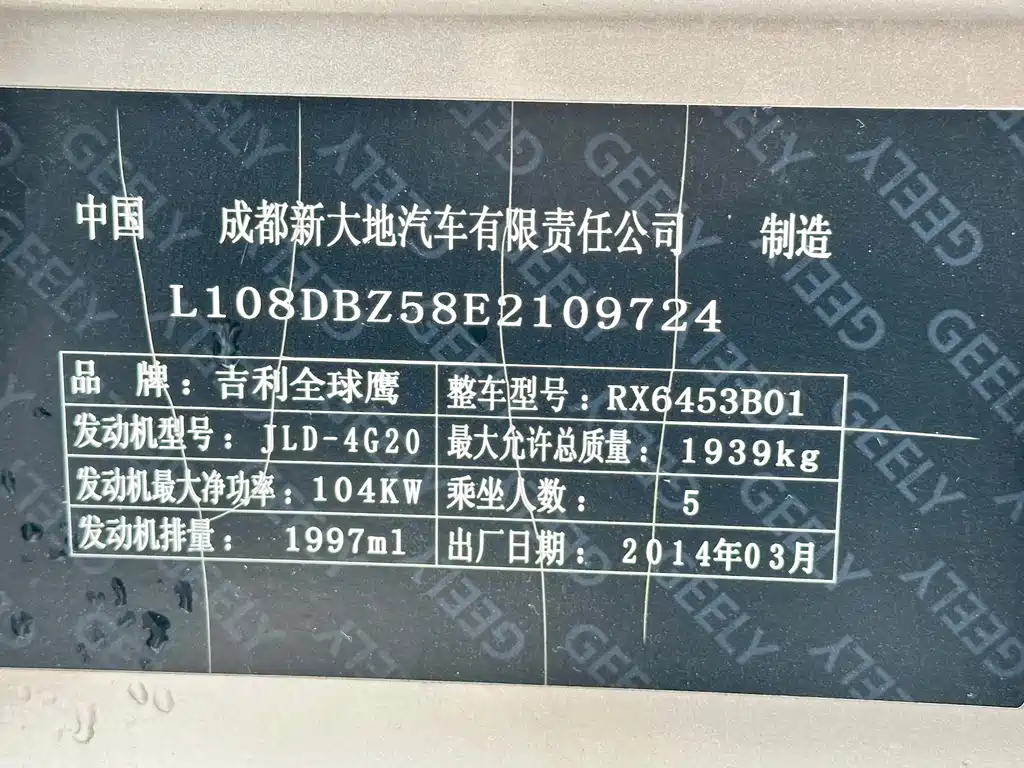 中国 成都新大地汽车有限责任公司 制造
L108DBZ58E2109724
品 牌：吉利全球鹰 整车型号：RX6453B01
发动机型号：JLD-4G20 最大允许总质量：1939kg
发动机最大净功率：104KW 乘坐人数：5
发动机排量：1997ml 出厂日期：2014年03月